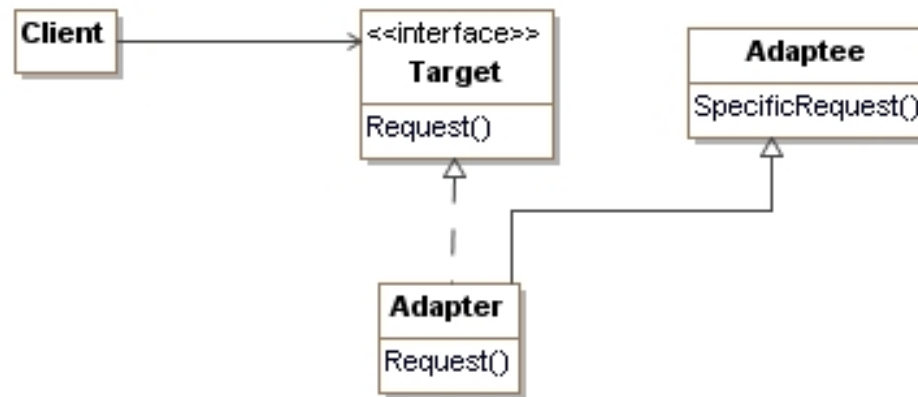 Client
<<interface>>
Target
Request()
Adaptee
SpecificRequest()
Adapter
Request()